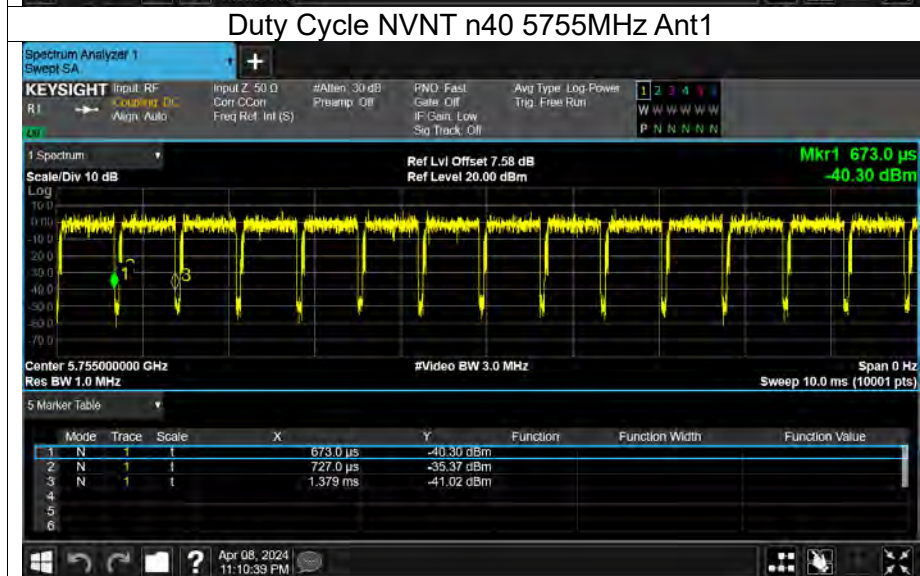 Duty Cycle NVNT n40 5755MHz Ant1
Spectrum Analyzer 1
Swept SA
+
KEYSIGHT Input: RF Input Z: 50 Ω #Atten: 30 dB PNO: Fast Avg Type: Log-Power 1 2 3 4 5 6
R1 Coupling: DC Corr CCorr Preamp: Off Gate: Off Trig: Free Run W W W W W W
Align: Auto Freq Ref: Int (S) IF Gain: Low
Sig Track: Off P N N N N N
1 Spectrum Ref Lvl Offset 7.58 dB Mkr1 673.0 µs
Scale/Div 10 dB Ref Level 20.00 dBm -40.30 dBm
Log
10.0
0.00
-10.0
-20.0
-30.0
-40.0
-50.0
-60.0
-70.0
1 3
Center 5.755000000 GHz #Video BW 3.0 MHz Span 0 Hz
Res BW 1.0 MHz Sweep 10.0 ms (10001 pts)
5 Marker Table
Mode Trace Scale X Y Function Function Width Function Value
1 N 1 t 673.0 µs -40.30 dBm
2 N 1 t 727.0 µs -35.37 dBm
3 N 1 t 1.379 ms -41.02 dBm
4
5
6
? Apr 08, 2024
11:10:39 PM